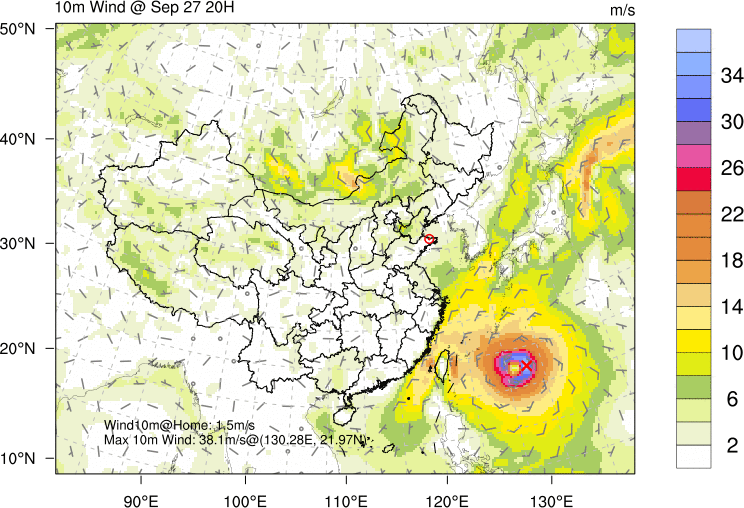 10m Wind @ Sep 27 20H
m/s
50°N
40°N
30°N
20°N
10°N
90°E
100°E
110°E
120°E
130°E
34
30
26
22
18
14
10
6
2
Wind10m@Home: 1.5m/s
Max 10m Wind: 38.1m/s@(130.28E, 21.97N)